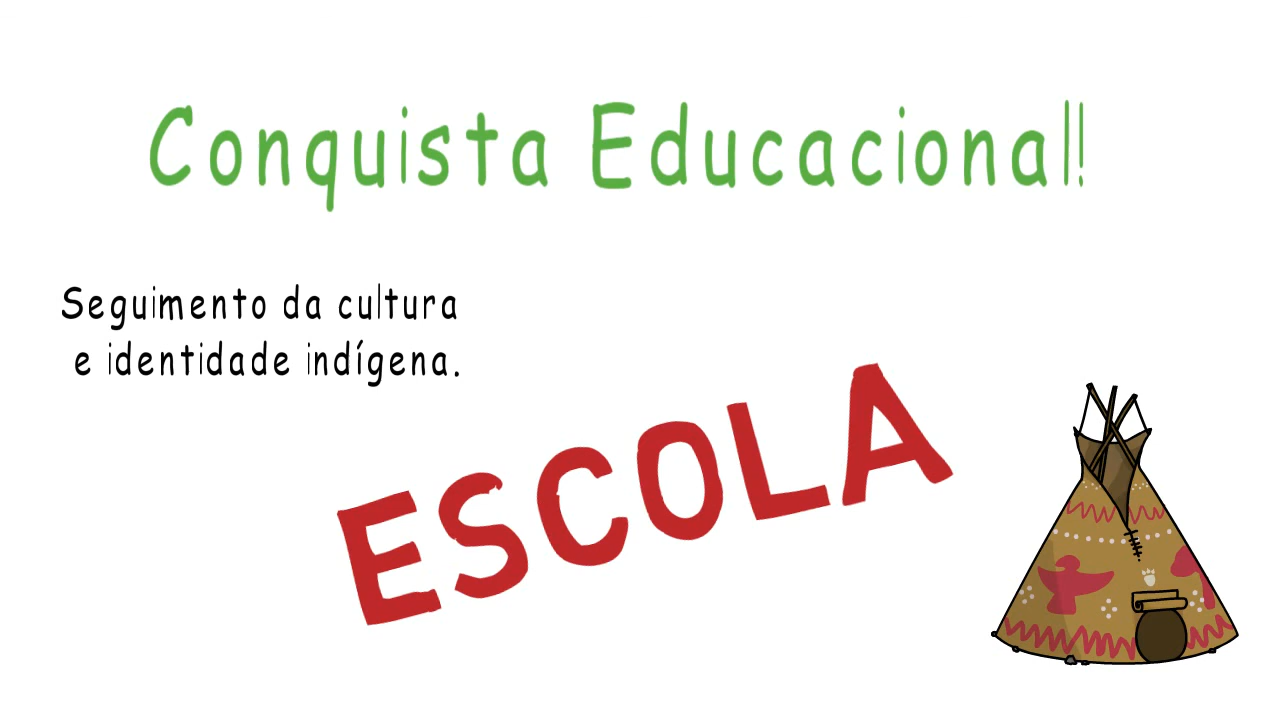 Conquista Educacional!
Seguimento da cultura
e identidade indígena.
ESCOLA